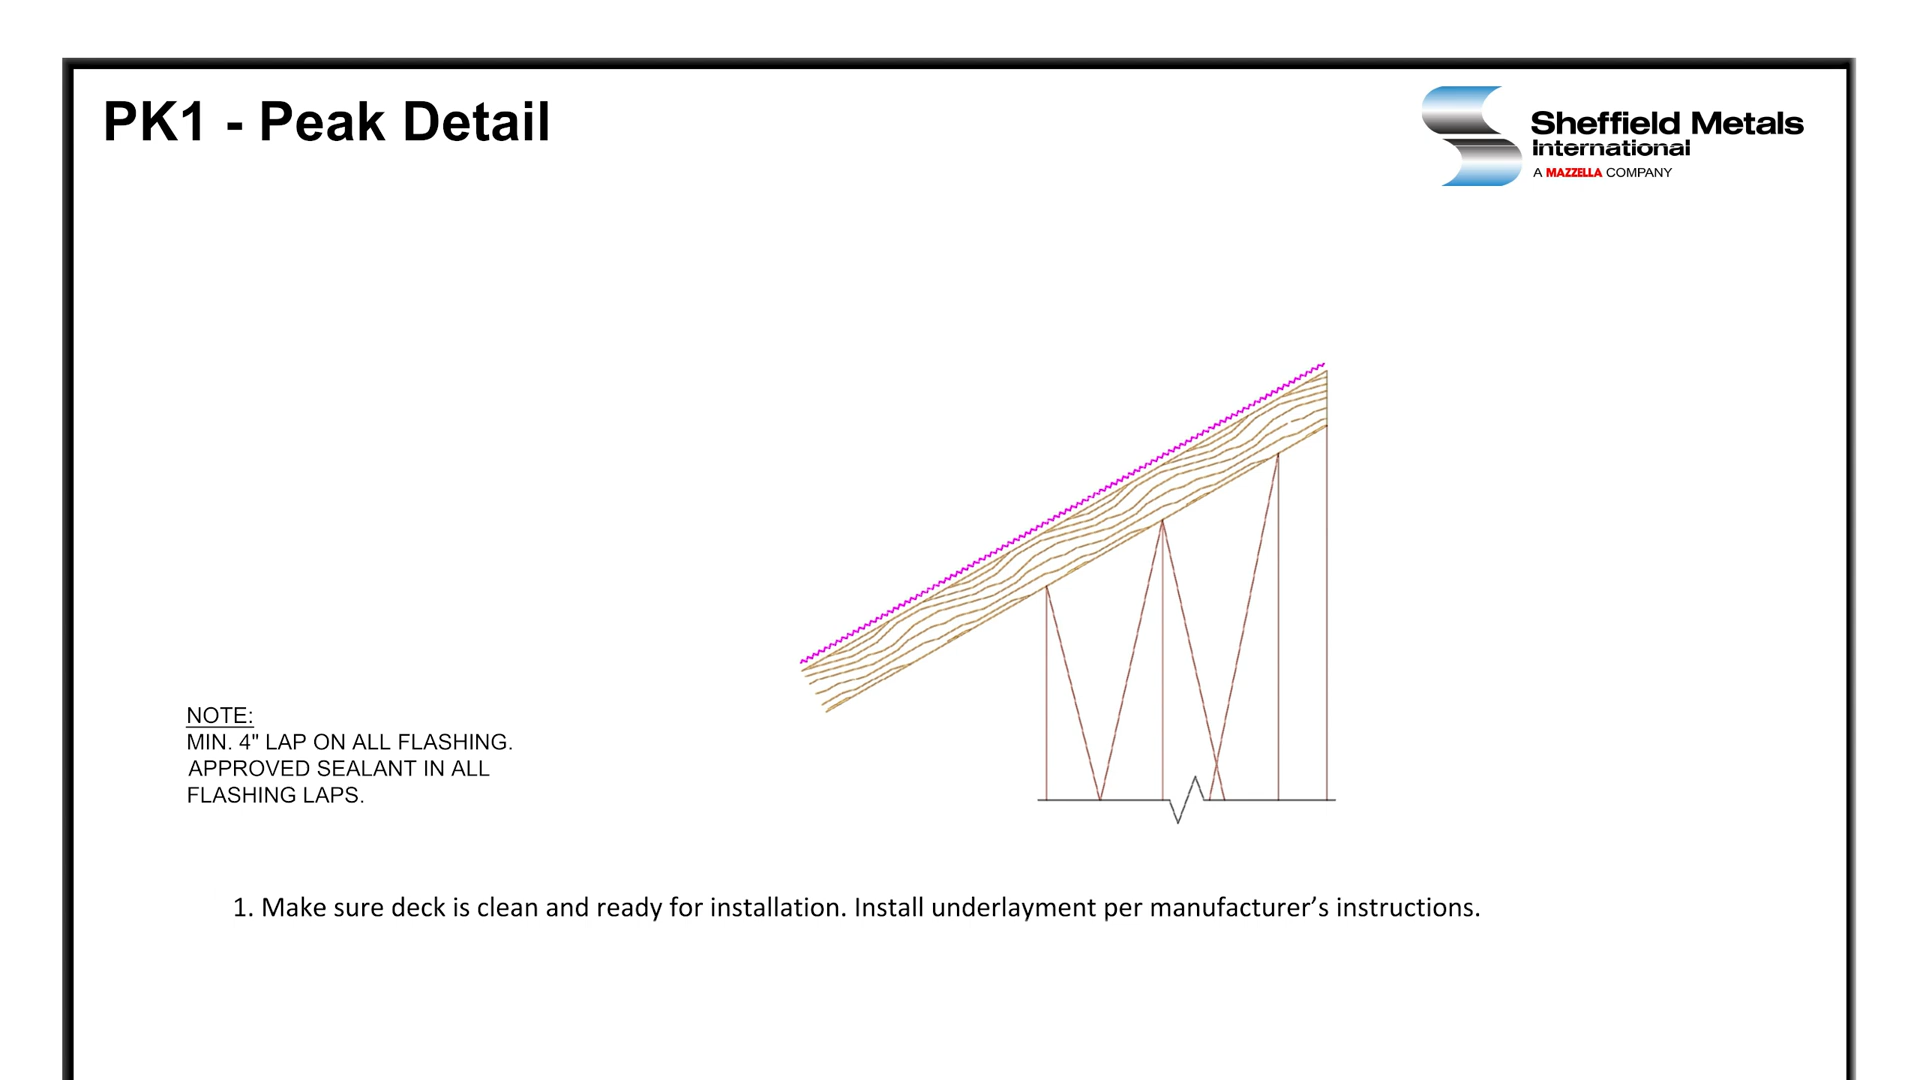 PK1 - Peak Detail
Sheffield Metals
International
A MAZZELLA COMPANY
NOTE:
MIN. 4" LAP ON ALL FLASHING.
APPROVED SEALANT IN ALL
FLASHING LAPS.
1. Make sure deck is clean and ready for installation. Install underlayment per manufacturer’s instructions.